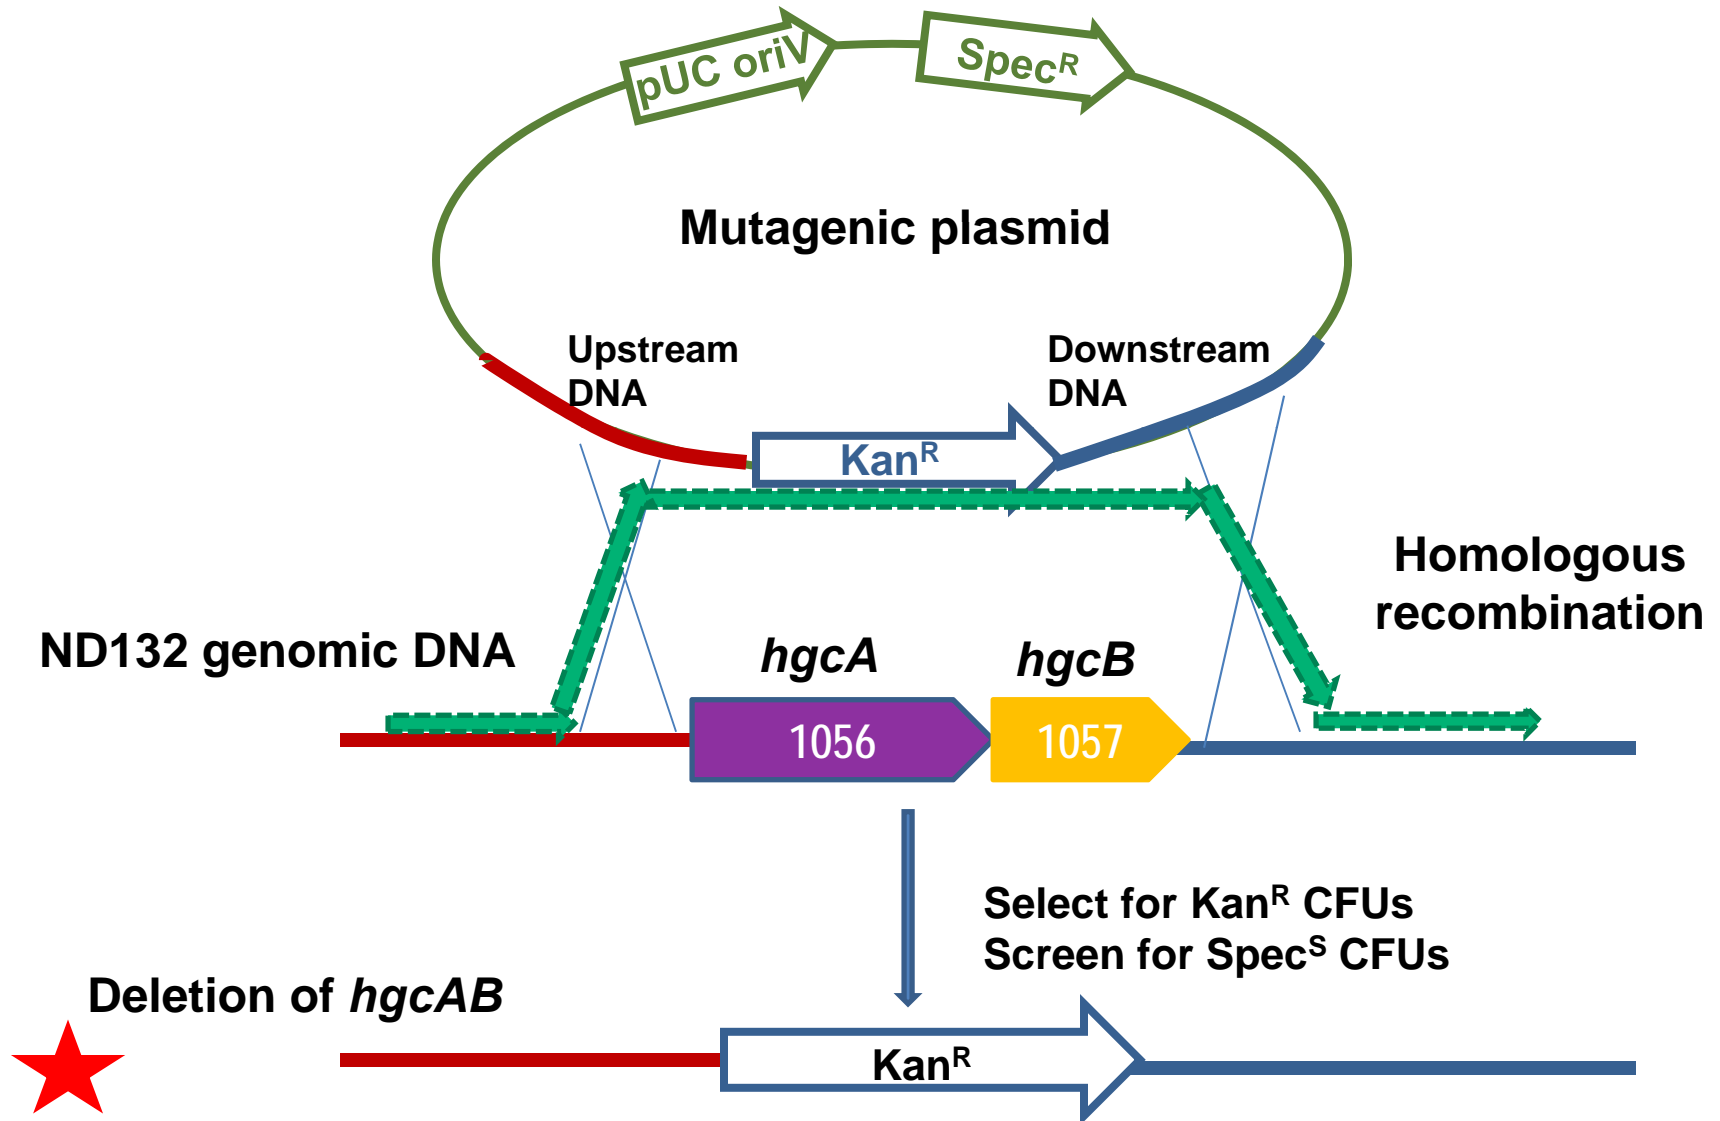 pUC oriV
Spec^R
Mutagenic plasmid
Upstream
DNA
Downstream
DNA
Kan^R
Homologous
recombination
ND132 genomic DNA
hgcA
hgcB
1056
1057
Select for Kan^R CFUs
Screen for Spec^S CFUs
Deletion of hgcAB
Kan^R